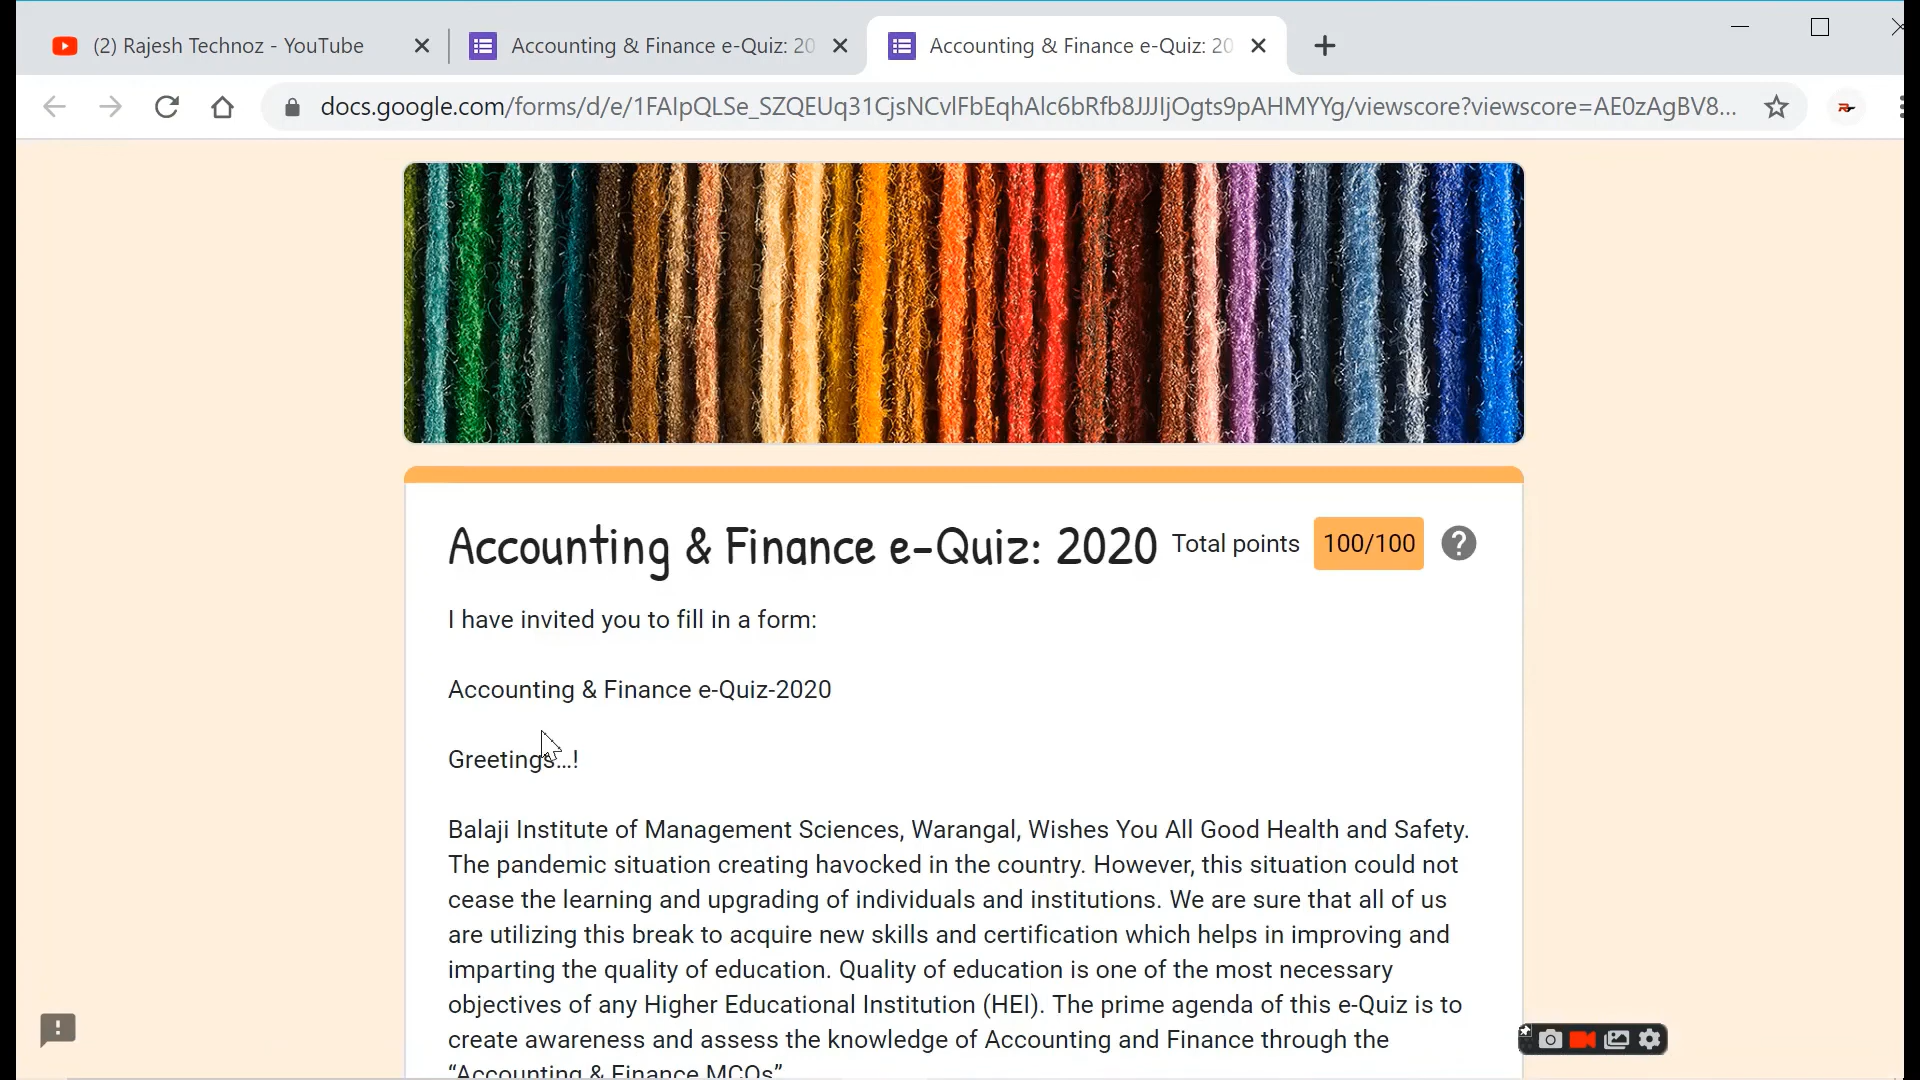 (2) Rajesh Technoz - YouTube
Accounting & Finance e-Quiz: 20
Accounting & Finance e-Quiz: 20
docs.google.com/forms/d/e/1FAIpQLSe_SZQEUq31CjsNCvlFbEqhAlc6bRfb8JJJIjOgts9pAHMYYg/viewscore?viewscore=AE0zAgBV8...
Accounting & Finance e-Quiz: 2020
Total points 100/100
I have invited you to fill in a form:
Accounting & Finance e-Quiz-2020
Greetings...!
Balaji Institute of Management Sciences, Warangal, Wishes You All Good Health and Safety.
The pandemic situation creating havocked in the country. However, this situation could not
cease the learning and upgrading of individuals and institutions. We are sure that all of us
are utilizing this break to acquire new skills and certification which helps in improving and
imparting the quality of education. Quality of education is one of the most necessary
objectives of any Higher Educational Institution (HEI). The prime agenda of this e-Quiz is to
create awareness and assess the knowledge of Accounting and Finance through the
“Accounting & Finance MCQs”